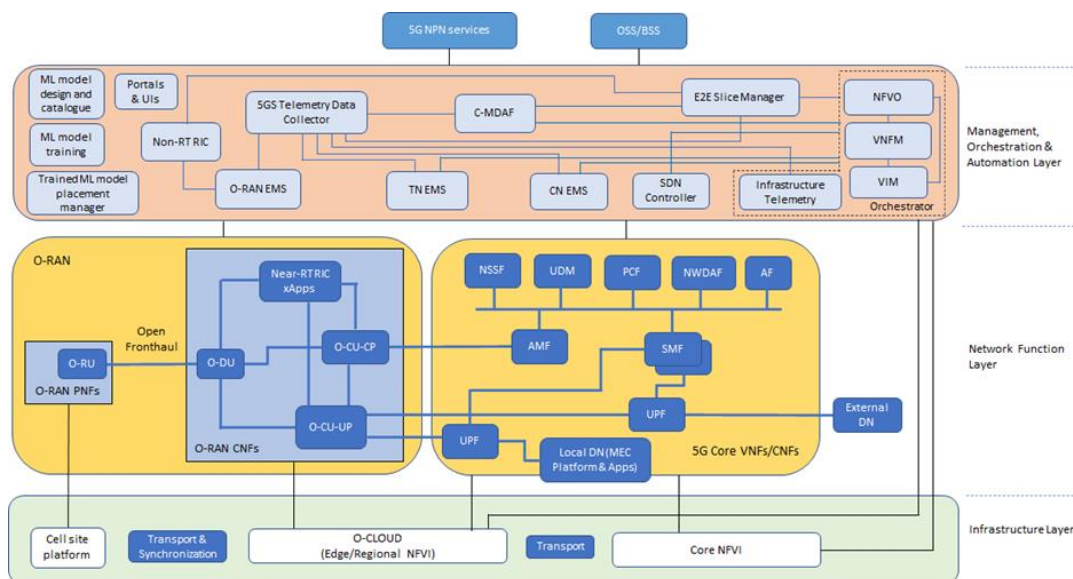 5G NPN services
OSS/BSS
ML model
design and
catalogue
Portals
& UIs
ML model
training
Trained ML model
placement
manager
Non-RT RIC
5GS Telemetry Data
Collector
C-MDAF
E2E Slice Manager
NFVO
VNFM
VIM
O-RAN EMS
TN EMS
CN EMS
SDN
Controller
Infrastructure
Telemetry
Orchestrator
Management,
Orchestration &
Automation Layer
O-RAN
Near-RT RIC
xApps
Open
Fronthaul
O-RU
O-RAN PNFs
O-DU
O-CU-CP
O-CU-UP
O-RAN CNFs
NSSF
UDM
PCF
NWDAF
AF
AMF
SMF
UPF
UPF
Local DN (MEC
Platform & Apps)
5G Core VNFs/CNFs
External
DN
Network Function
Layer
Cell site
platform
Transport &
Synchronization
O-CLOUD
(Edge/Regional NFVI)
Transport
Core NFVI
Infrastructure Layer